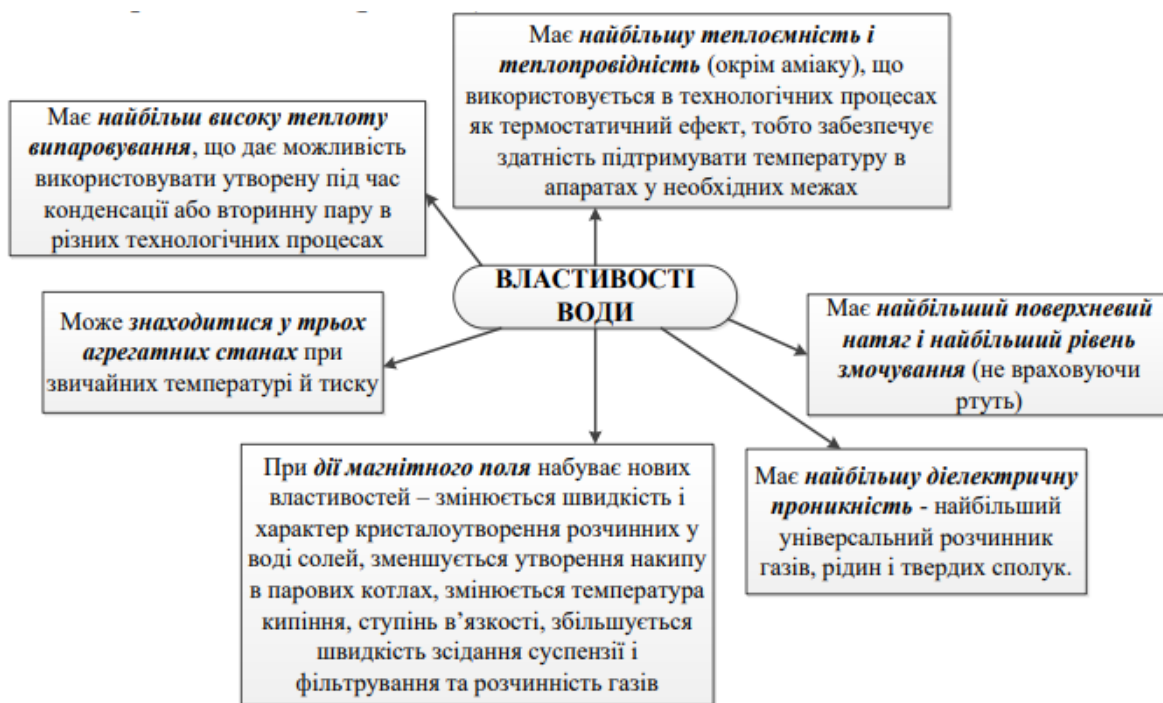 Має найбільшу теплоємність і
теплопровідність (окрім аміаку), що
використовується в технологічних процесах
як термостатичний ефект, тобто забезпечує
здатність підтримувати температуру в
апаратах у необхідних межах
Має найбільш високу теплоту
випаровування, що дає можливість
використовувати утворену під час
конденсації або вторинну пару в
різних технологічних процесах
ВЛАСТИВОСТІ
ВОДИ
Може знаходитися у трьох
агрегатних станах при
звичайних температурі й тиску
Має найбільший поверхневий
натяг і найбільший рівень
змочування (не враховуючи
ртуть)
При дії магнітного поля набуває нових
властивостей – змінюється швидкість і
характер кристалоутворення розчинних у
воді солей, зменшується утворення накипу
в парових котлах, змінюється температура
кипіння, ступінь в’язкості, збільшується
швидкість зсідання суспензії і
фільтрування та розчинність газів
Має найбільшу діелектричну
проникність - найбільший
універсальний розчинник
газів, рідин і твердих сполук.